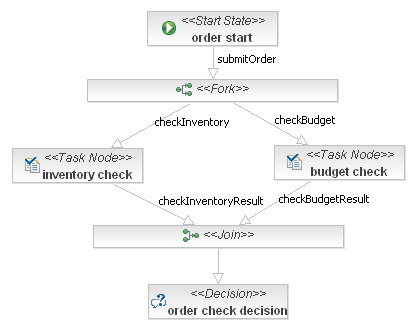 <<Start State>>
order start
submitOrder
<<Fork>>
checkInventory
checkBudget
<<Task Node>>
inventory check
<<Task Node>>
budget check
checkInventoryResult
checkBudgetResult
<<Join>>
<<Decision>>
order check decision